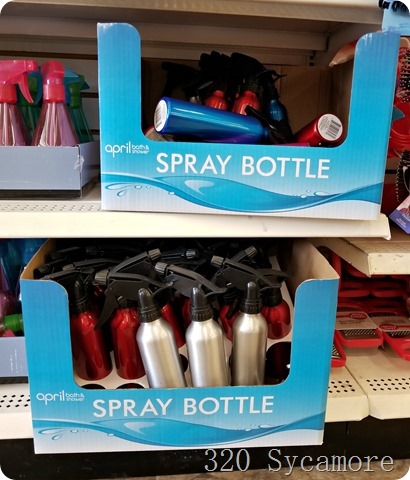 april bath & shower
SPRAY BOTTLE
april bath & shower
SPRAY BOTTLE
320 Sycamore